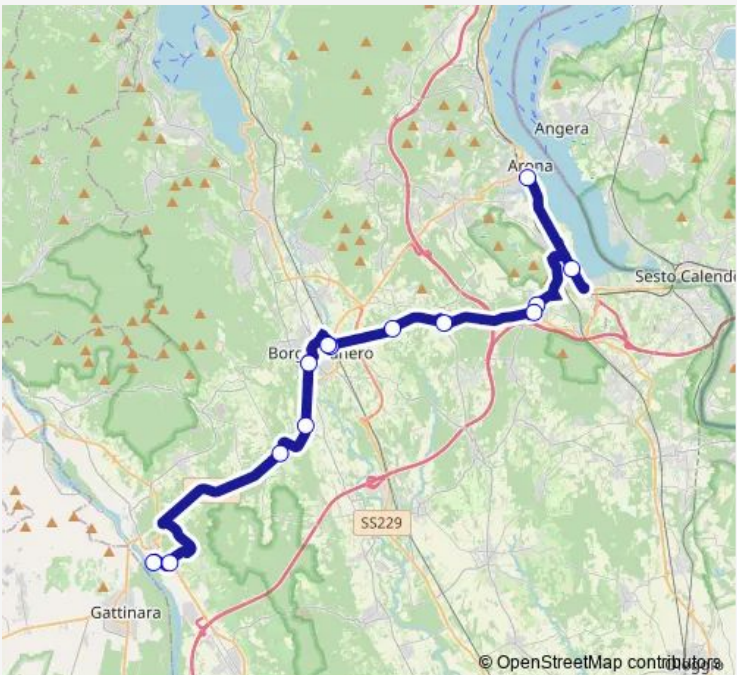 Angera
Arona
Sesto Calende
Borgomanero
SS229
Gattinara
© OpenStreetMap contributors